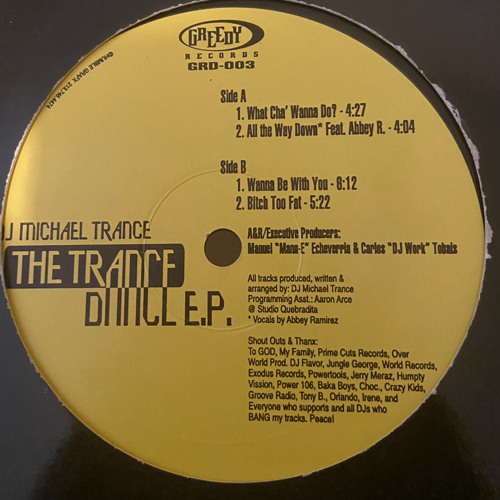 GREEDY
RECORDS
GRD-003
Side A
1. What Cha' Wanna Do? - 4:27
2. All the Way Down* Feat. Abbey R. - 4:04
Side B
1. Wanna Be With You - 6:12
2. Bitch Too Fat - 5:22
J MICHAEL TRANCE
THE TRANCE
DANCE E.P.
A&R/Executive Producers:
Manuel "Manu-E" Echeverria & Carlos "DJ Work" Tobais
All tracks produced, written &
arranged by: DJ Michael Trance
Programming Asst.: Aaron Arce
@ Studio Quebradita
* Vocals by Abbey Ramirez
Shout Outs & Thanx:
To GOD, My Family, Prime Cuts Records, Over
World Prod. DJ Flavor, Jungle George, World Records,
Exodus Records, Powertools, Jerry Meraz, Humpty
Vission, Power 106, Baka Boys, Choc., Crazy Kids,
Groove Radio, Tony B., Orlando, Irene, and
Everyone who supports and all DJs who
BANG my tracks. Peace!